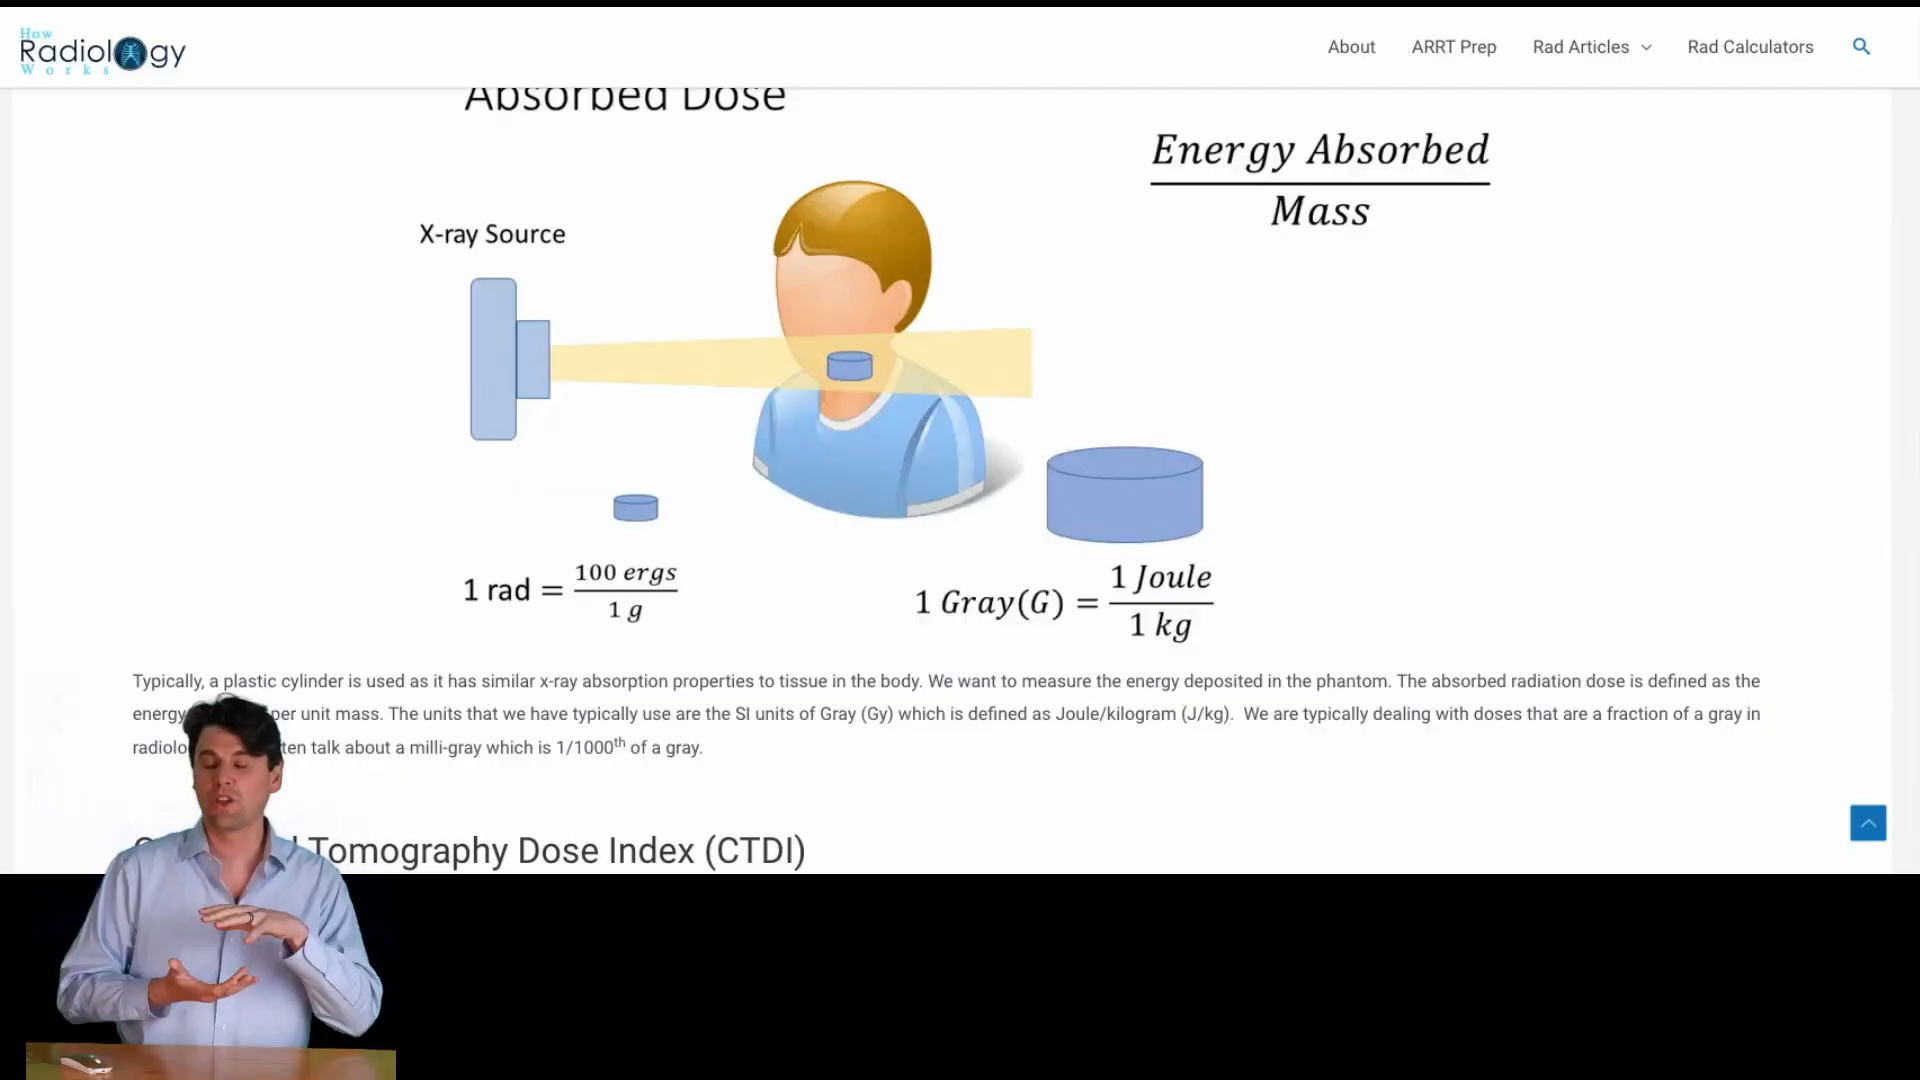 How
Radiology
Works
About
ARRT Prep
Rad Articles
Rad Calculators
Absorbed Dose
Energy Absorbed
Mass
X-ray Source
1 rad = 100 ergs
1 g
1 Gray(G) = 1 Joule
1 kg
Typically, a plastic cylinder is used as it has similar x-ray absorption properties to tissue in the body. We want to measure the energy deposited in the phantom. The absorbed radiation dose is defined as the
energy per unit mass. The units that we have typically use are the SI units of Gray (Gy) which is defined as Joule/kilogram (J/kg). We are typically dealing with doses that are a fraction of a gray in
talk about a milli-gray which is 1/1000th of a gray.
Tomography Dose Index (CTDI)